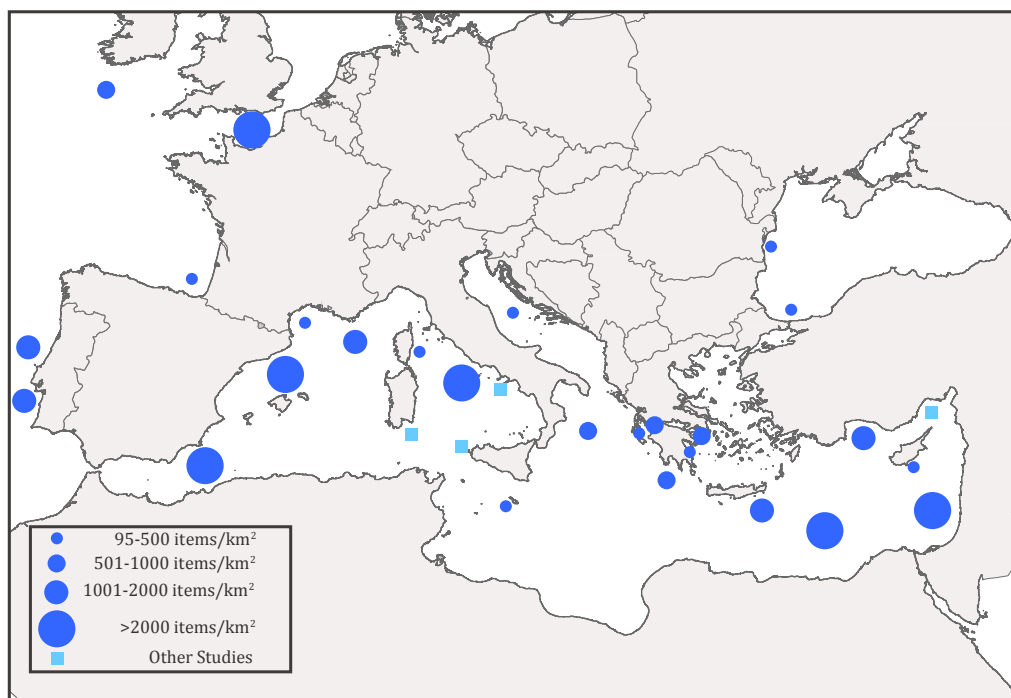 95-500 items/km²
501-1000 items/km²
1001-2000 items/km²
>2000 items/km²
Other Studies